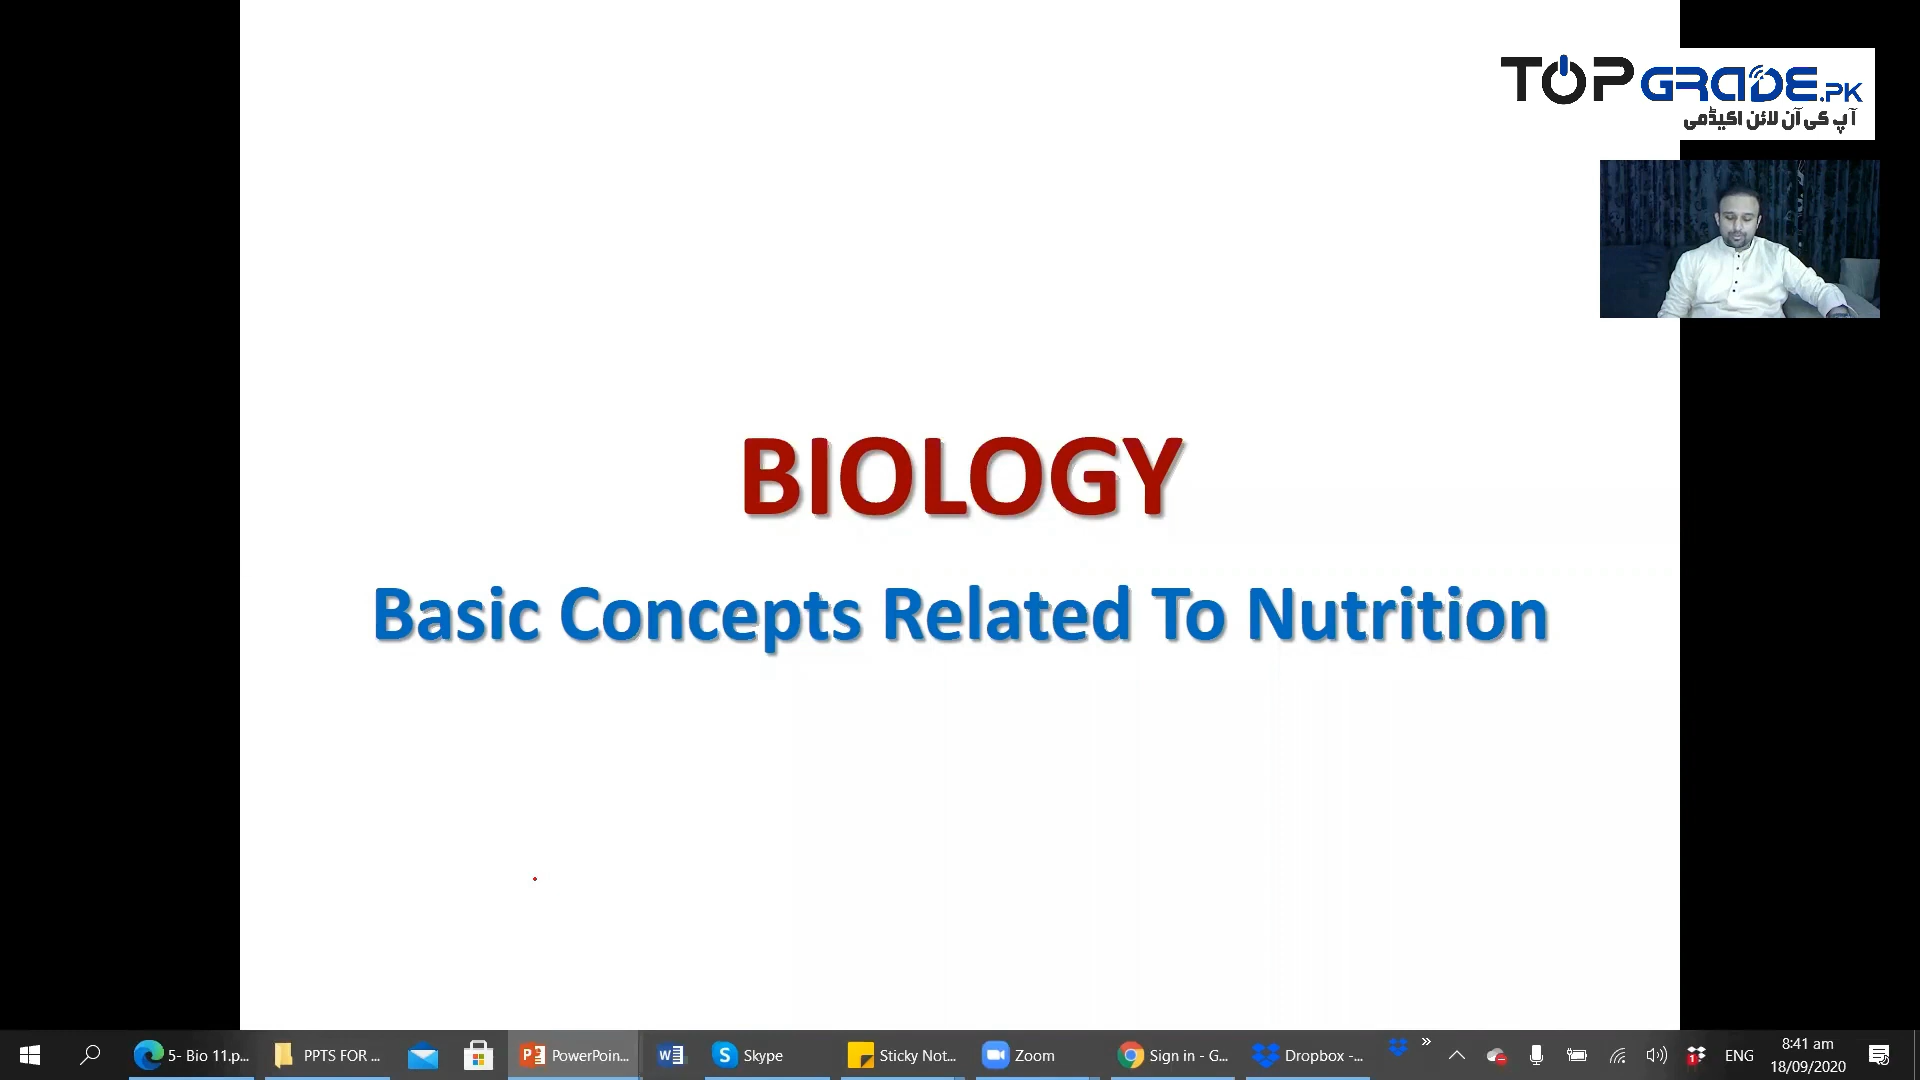 TOPGRADE.PK
آپ کی آن لائن اکیڈمی
BIOLOGY
Basic Concepts Related To Nutrition
5- Bio 11.p...
PPTS FOR ...
PowerPoin...
Skype
Sticky Not...
Zoom
Sign in - G...
Dropbox -...
ENG
8:41 am
18/09/2020